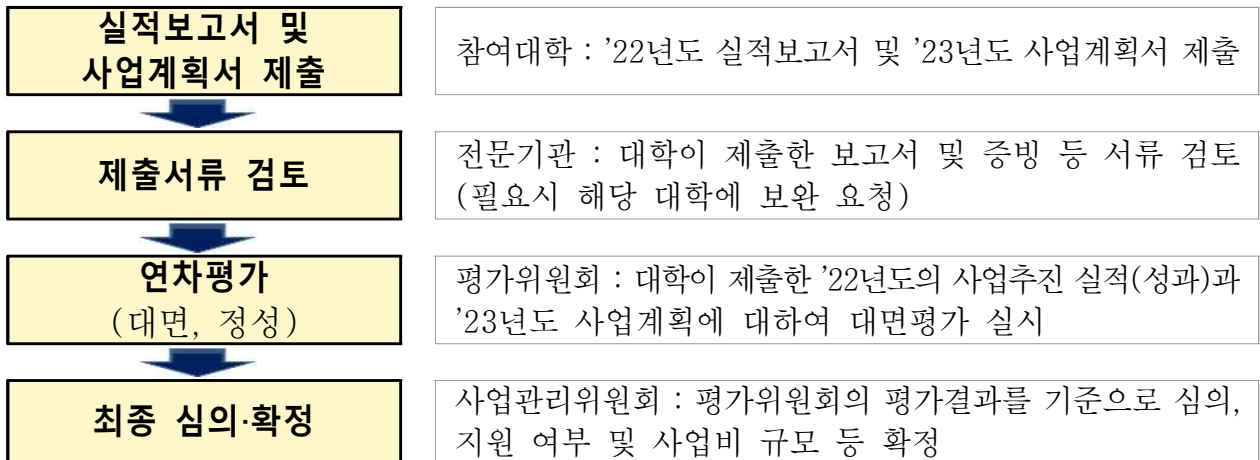 실적보고서 및
사업계획서 제출
참여대학 : ’22년도 실적보고서 및 ’23년도 사업계획서 제출
제출서류 검토
전문기관 : 대학이 제출한 보고서 및 증빙 등 서류 검토
(필요시 해당 대학에 보완 요청)
연차평가
(대면, 정성)
평가위원회 : 대학이 제출한 ’22년도의 사업추진 실적(성과)과
’23년도 사업계획에 대하여 대면평가 실시
최종 심의·확정
사업관리위원회 : 평가위원회의 평가결과를 기준으로 심의,
지원 여부 및 사업비 규모 등 확정